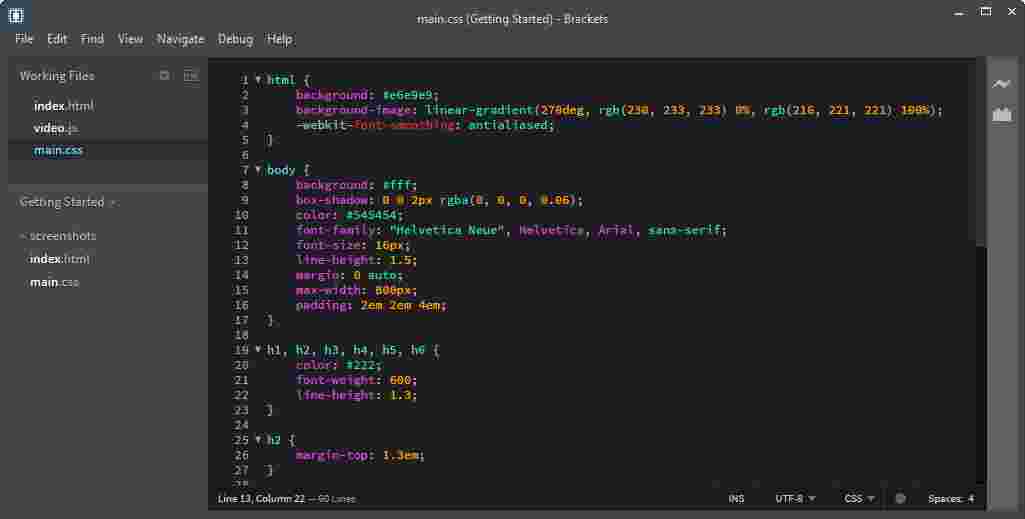 main.css (Getting Started) - Brackets
File Edit Find View Navigate Debug Help
Working Files
index.html
video.js
main.css
Getting Started
screenshots
index.html
main.css
1 html {
2 background: #e6e9e9;
3 background-image: linear-gradient(270deg, rgb(230, 233, 233) 0%, rgb(216, 221, 221) 100%);
4 -webkit-font-smoothing: antialiased;
5 }
6
7 body {
8 background: #fff;
9 box-shadow: 0 0 2px rgba(0, 0, 0, 0.06);
10 color: #545454;
11 font-family: "Helvetica Neue", Helvetica, Arial, sans-serif;
12 font-size: 16px;
13 line-height: 1.5;
14 margin: 0 auto;
15 max-width: 800px;
16 padding: 2em 2em 4em;
17 }
18
19 h1, h2, h3, h4, h5, h6 {
20 color: #222;
21 font-weight: 600;
22 line-height: 1.3;
23 }
24
25 h2 {
26 margin-top: 1.3em;
27 }
28
Line 13, Column 22 — 60 Lines INS UTF-8 CSS Spaces: 4